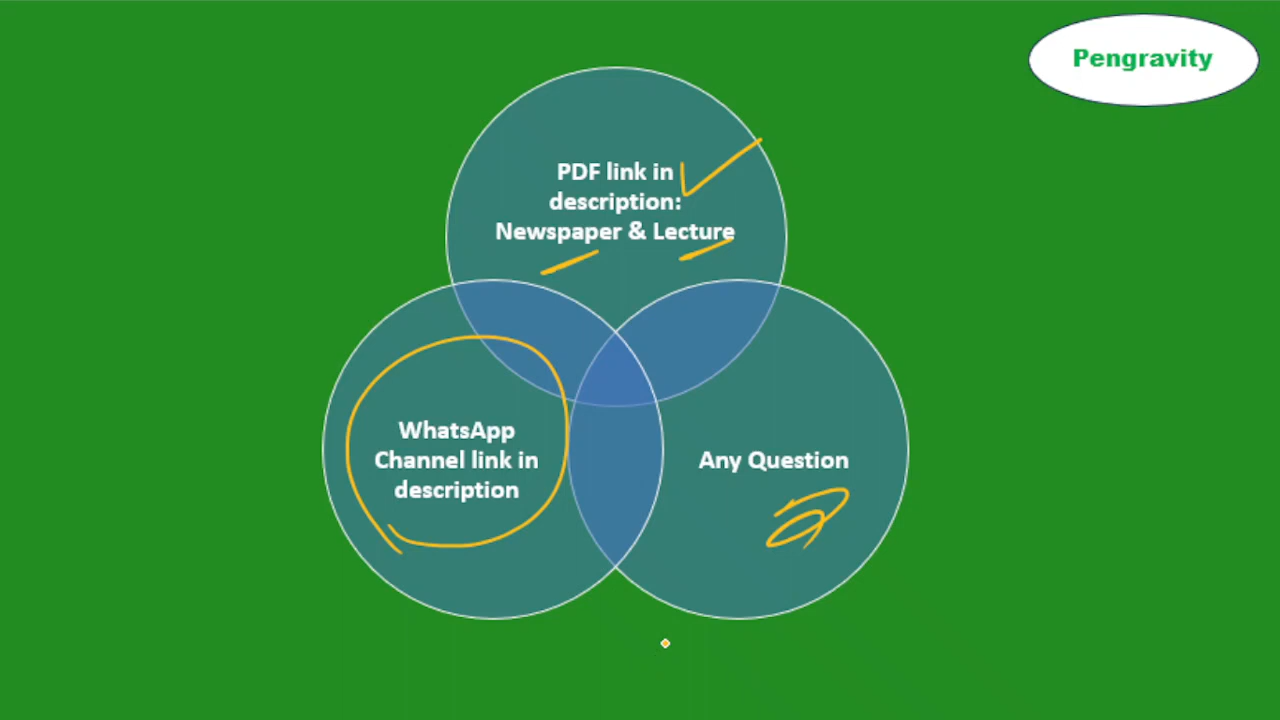 Pengravity
PDF link in
description:
Newspaper & Lecture
WhatsApp
Channel link in
description
Any Question